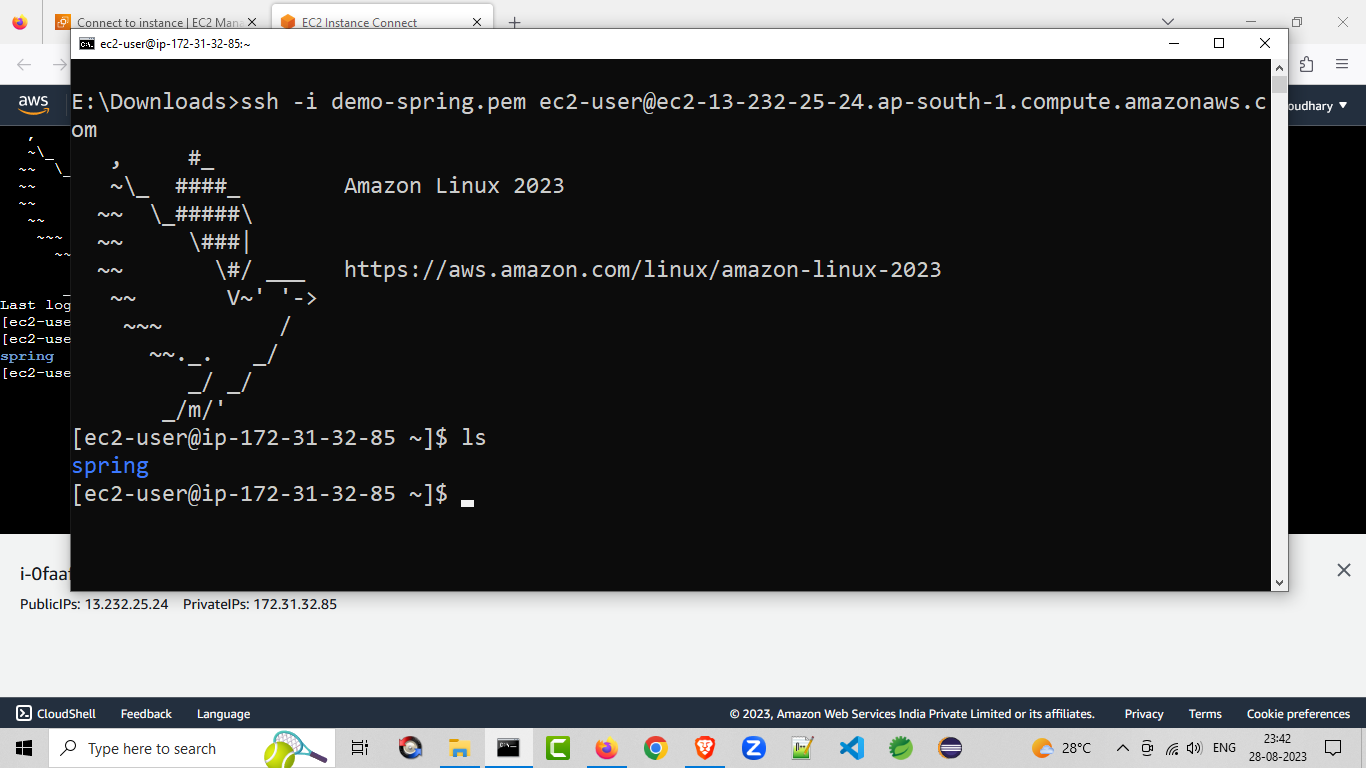 Connect to instance | EC2 Mana
EC2 Instance Connect
ec2-user@ip-172-31-32-85:~
aws
oudhary
E:\Downloads>ssh -i demo-spring.pem ec2-user@ec2-13-232-25-24.ap-south-1.compute.amazonaws.c
om
   ,     #_
   ~\_  ####_        Amazon Linux 2023
  ~~  \_#####\
  ~~     \###|
  ~~       \#/ ___   https://aws.amazon.com/linux/amazon-linux-2023
   ~~       V~' '->
    ~~~         /
      ~~._.   _/
         _/ _/
       _/m/'
[ec2-user@ip-172-31-32-85 ~]$ ls
spring
[ec2-user@ip-172-31-32-85 ~]$
Last log
[ec2-use
[ec2-use
spring
[ec2-use
i-0faa
PublicIPs: 13.232.25.24 PrivateIPs: 172.31.32.85
CloudShell Feedback Language © 2023, Amazon Web Services India Private Limited or its affiliates. Privacy Terms Cookie preferences
Type here to search
28°C
ENG
23:42
28-08-2023